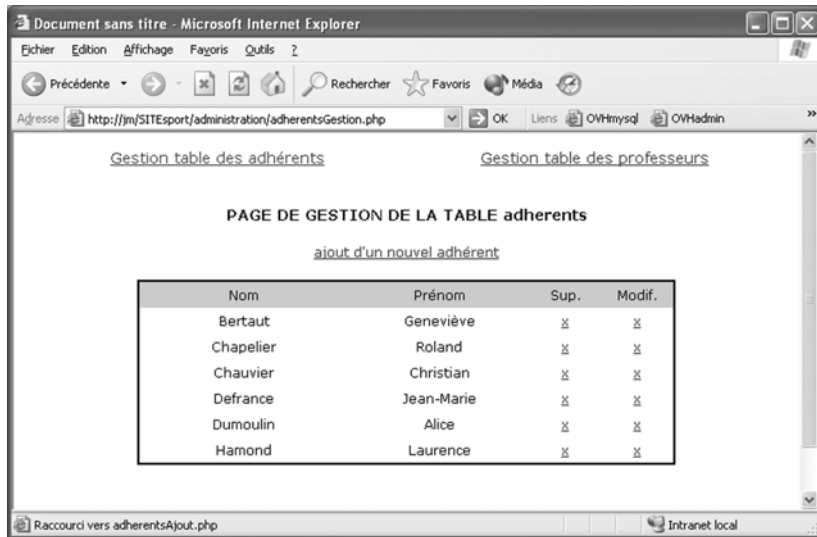 Document sans titre - Microsoft Internet Explorer
Fichier Edition Affichage Favoris Outils ?
Précédente Rechercher Favoris Média
Adresse http://jm/SITEsport/administration/adherentsGestion.php OK Liens OVHmysql OVHadmin »
Gestion table des adhérents Gestion table des professeurs
PAGE DE GESTION DE LA TABLE adherents
ajout d'un nouvel adhérent
Nom Prénom Sup. Modif.
Bertaut Geneviève x x
Chapelier Roland x x
Chauvier Christian x x
Defrance Jean-Marie x x
Dumoulin Alice x x
Hamond Laurence x x
Raccourci vers adherentsAjout.php Intranet local